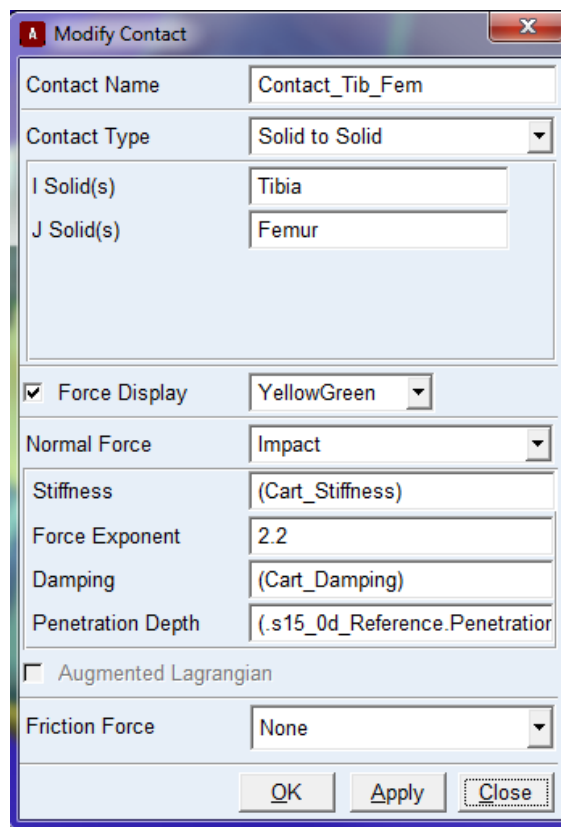 Modify Contact
Contact Name Contact_Tib_Fem
Contact Type Solid to Solid
I Solid(s) Tibia
J Solid(s) Femur
Force Display YellowGreen
Normal Force Impact
Stiffness (Cart_Stiffness)
Force Exponent 2.2
Damping (Cart_Damping)
Penetration Depth (.s15_0d_Reference.Penetration
Augmented Lagrangian
Friction Force None
OK Apply Close